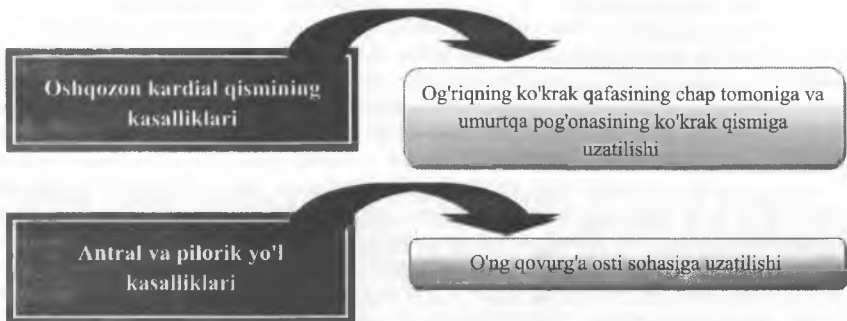 Oshqozon kardial qismining
kasalliklari
Og'riqning ko'krak qafasining chap tomoniga va
umurtqa pog'onasining ko'krak qismiga
uzatilishi
Antral va pilorik yo'l
kasalliklari
O'ng qovurg'a osti sohasiga uzatilishi